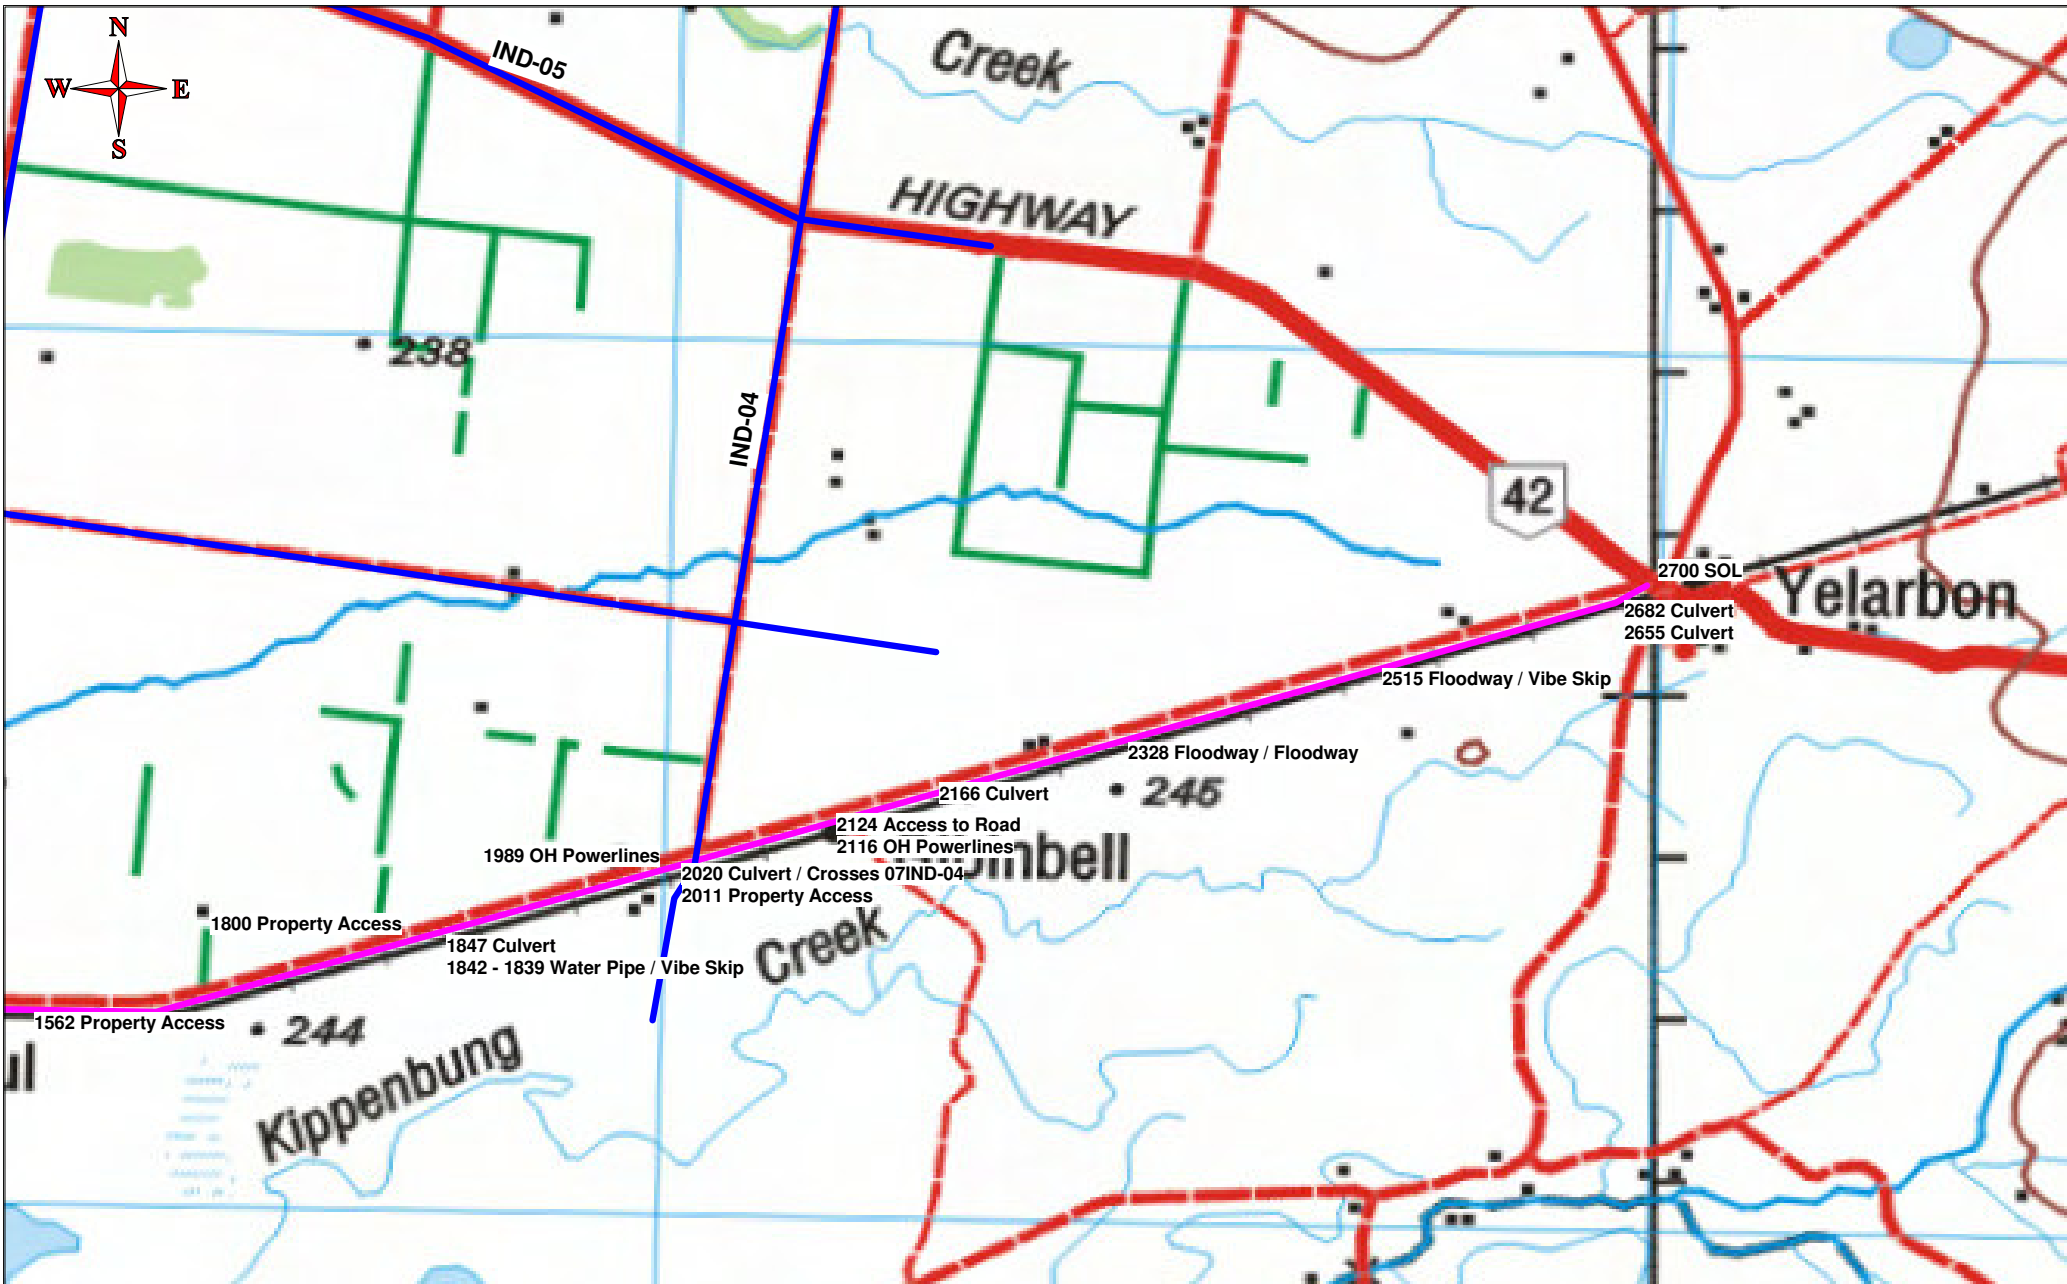 N
W E
S
IND-05
Creek
HIGHWAY
238
IND-04
42
2700 SOL
Yelarbon
2682 Culvert
2655 Culvert
2515 Floodway / Vibe Skip
2328 Floodway / Floodway
245
2166 Culvert
2124 Access to Road
2116 OH Powerlines
1989 OH Powerlines
2020 Culvert / Crosses 07IND-04
2011 Property Access
1800 Property Access
1847 Culvert
1842 - 1839 Water Pipe / Vibe Skip
Creek
1562 Property Access
244
ul
Kippenbung